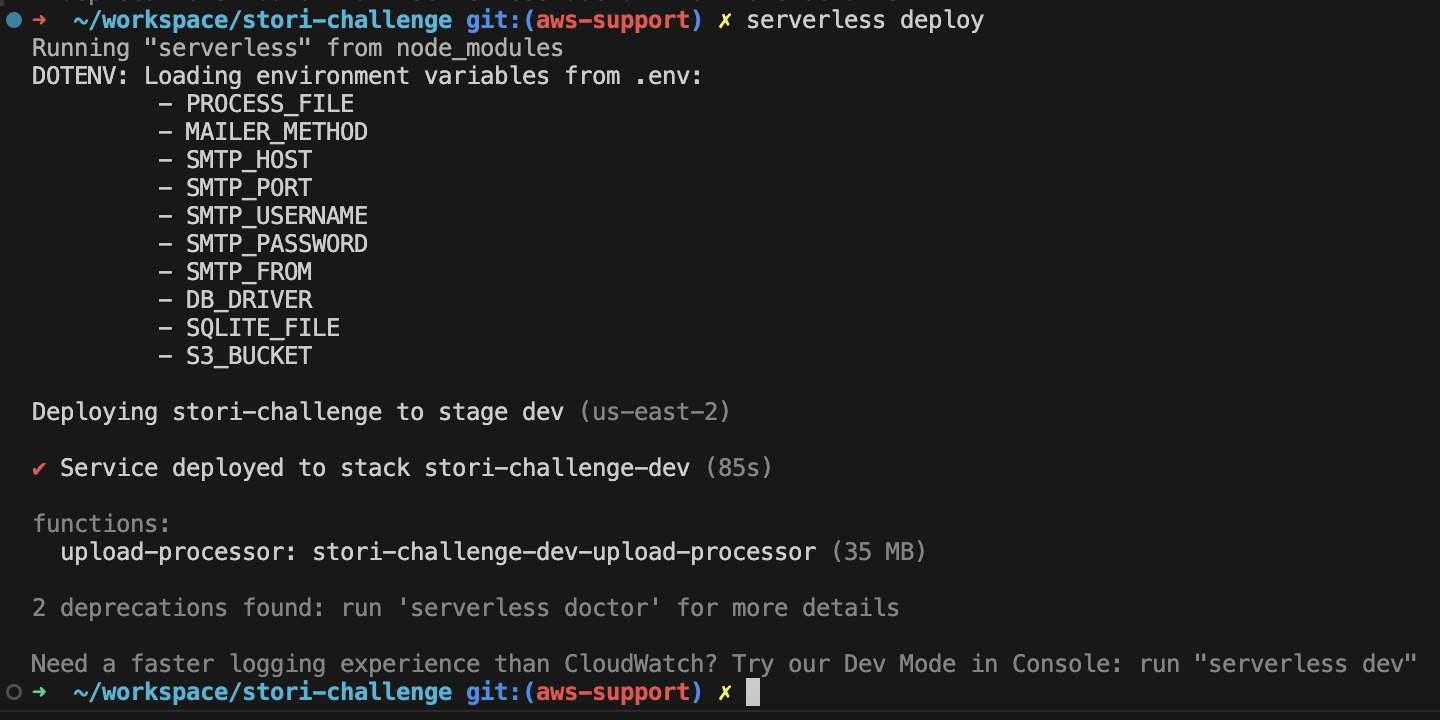 ➜  ~/workspace/stori-challenge git:(aws-support) ✗ serverless deploy
Running "serverless" from node_modules
DOTENV: Loading environment variables from .env:
- PROCESS_FILE
- MAILER_METHOD
- SMTP_HOST
- SMTP_PORT
- SMTP_USERNAME
- SMTP_PASSWORD
- SMTP_FROM
- DB_DRIVER
- SQLITE_FILE
- S3_BUCKET
Deploying stori-challenge to stage dev (us-east-2)
✔ Service deployed to stack stori-challenge-dev (85s)
functions:
upload-processor: stori-challenge-dev-upload-processor (35 MB)
2 deprecations found: run 'serverless doctor' for more details
Need a faster logging experience than CloudWatch? Try our Dev Mode in Console: run "serverless dev"
➜  ~/workspace/stori-challenge git:(aws-support) ✗